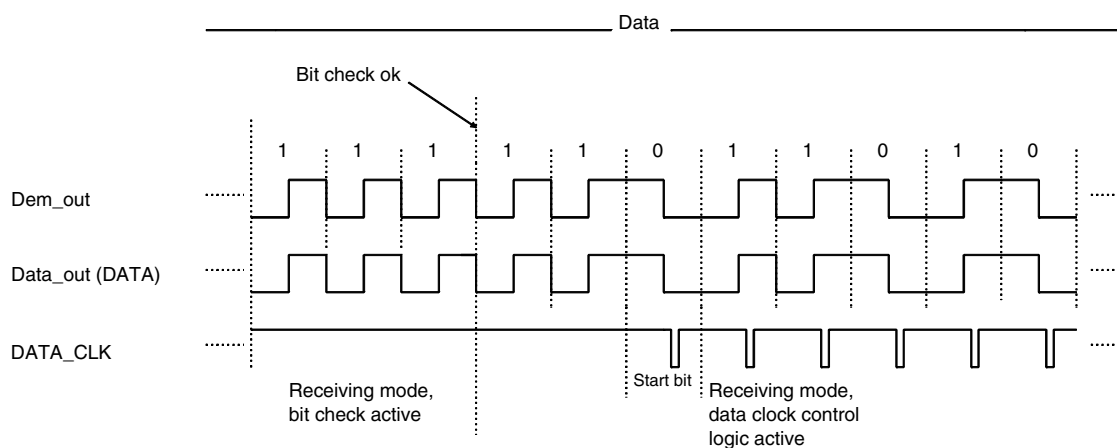 Data
Bit check ok
1 1 1 1 1 0 1 1 0 1 0
Dem_out
Data_out (DATA)
DATA_CLK
Start bit
Receiving mode,
bit check active
Receiving mode,
data clock control
logic active